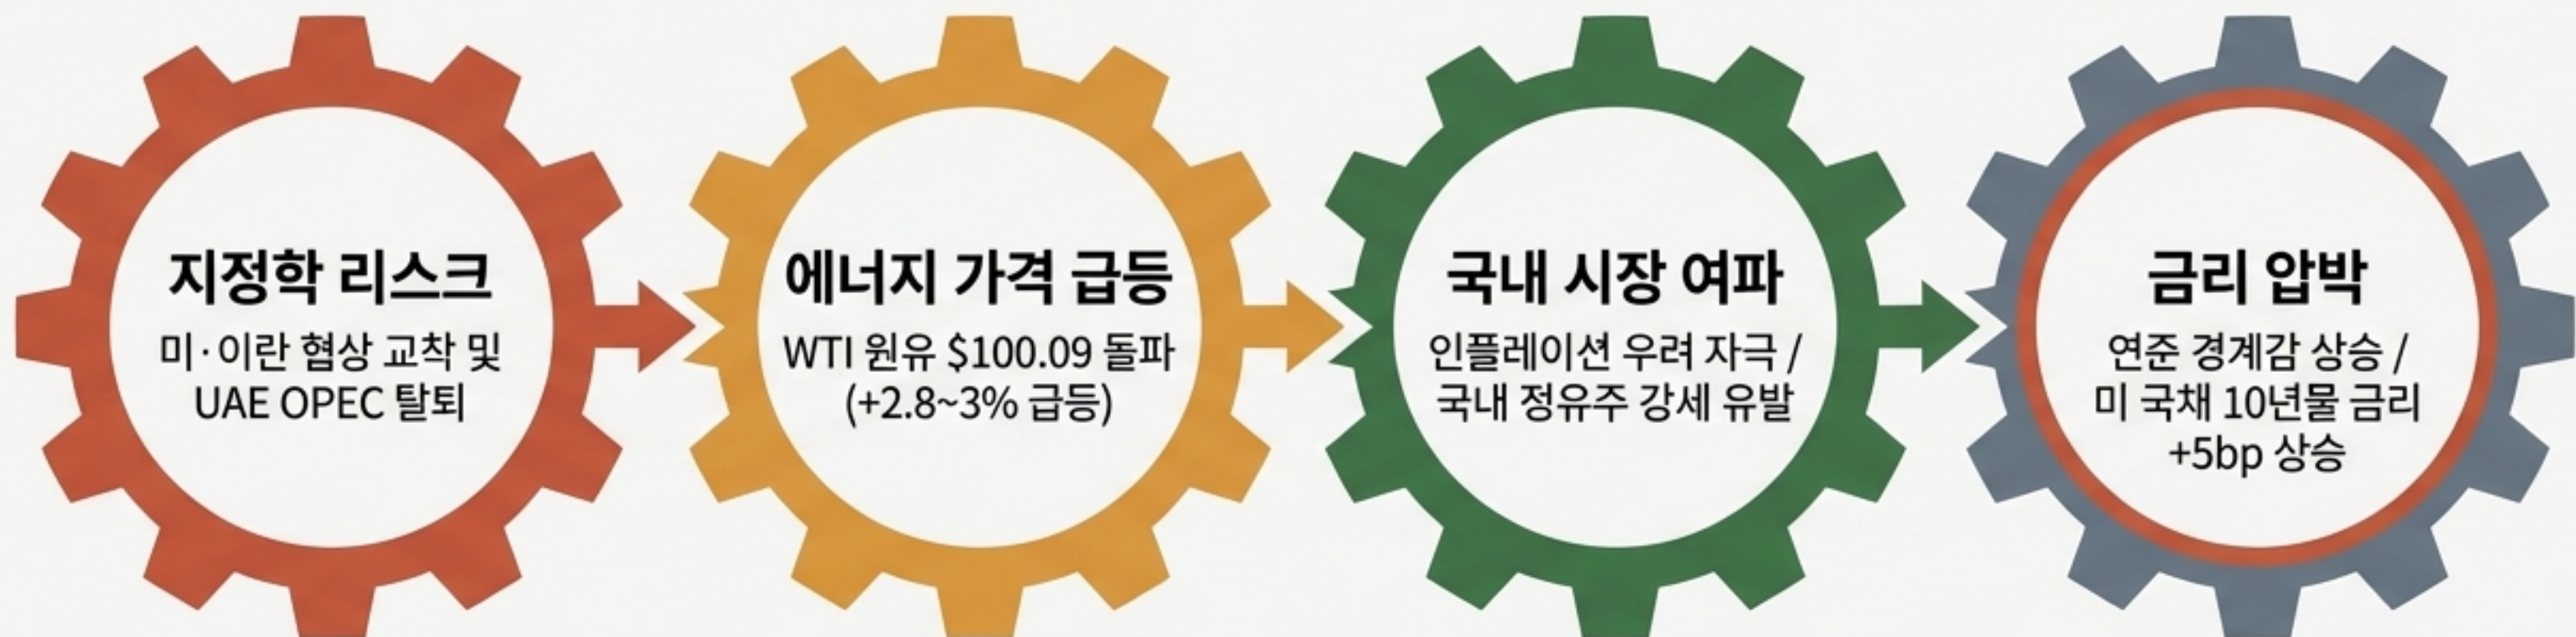 지정학 리스크
미·이란 협상 교착 및
UAE OPEC 탈퇴
에너지 가격 급등
WTI 원유 $100.09 돌파
(+2.8~3% 급등)
국내 시장 여파
인플레이션 우려 자극 /
국내 정유주 강세 유발
금리 압박
연준 경계감 상승 /
미 국채 10년물 금리
+5bp 상승